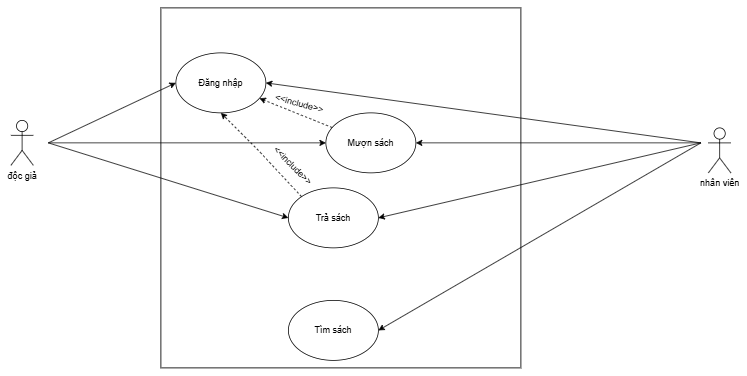 Đăng nhập
<<include>>
Mượn sách
<<include>>
độc giả
nhân viên
Trả sách
Tìm sách